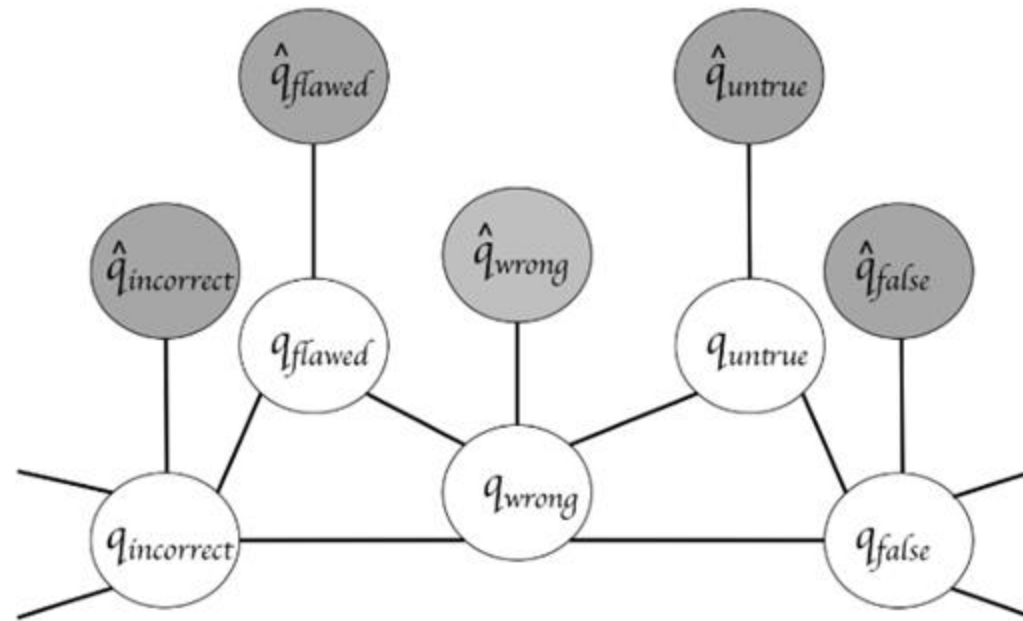 q̂flawed
q̂untrue
q̂incorrect
q̂wrong
q̂false
qflawed
quntrue
qwrong
qincorrect
qfalse